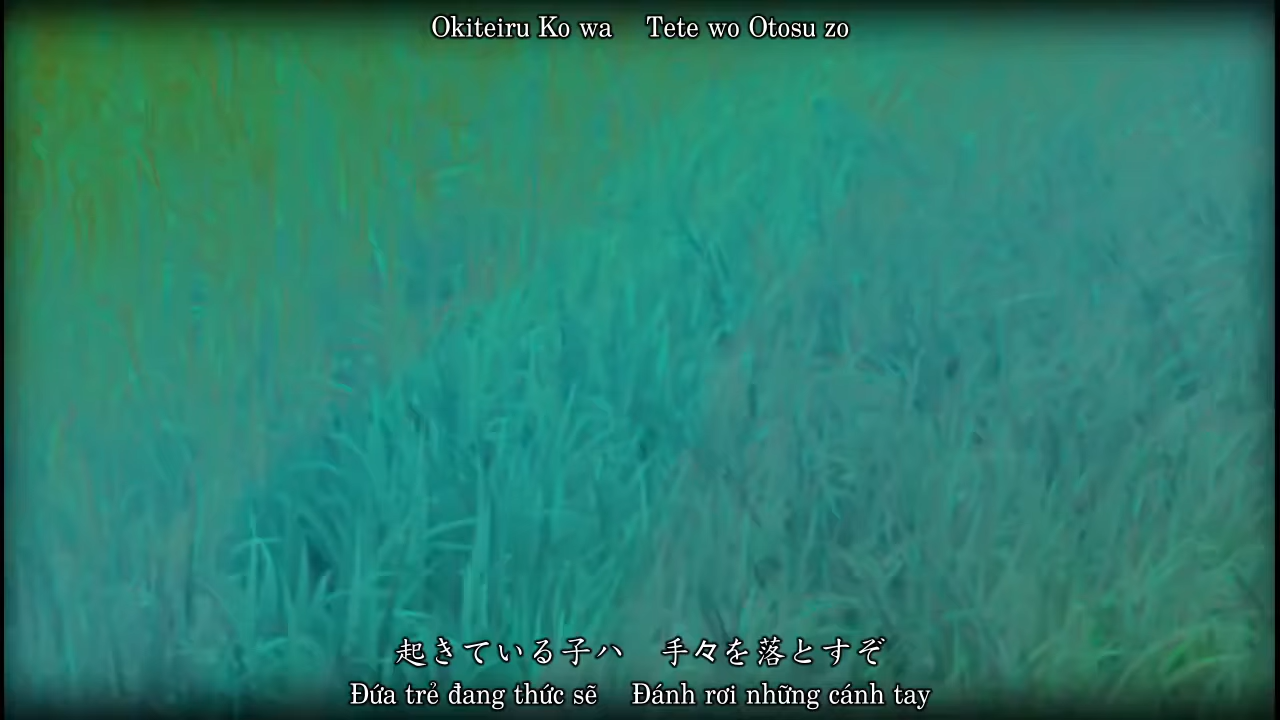 Okiteiru Ko wa Tete wo Otosu zo
起きている子ハ 手々を落とすぞ
Đứa trẻ đang thức sẽ Đánh rơi những cánh tay